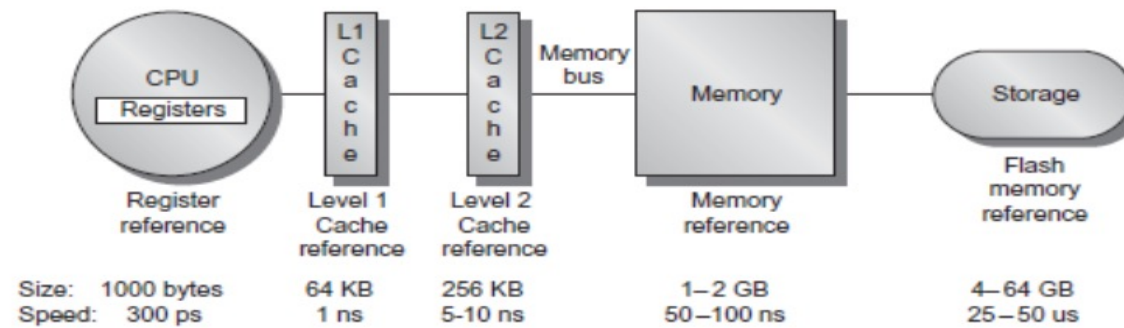 CPU
Registers
L1
C
a
c
h
e
L2
C
a
c
h
e
Memory
bus
Memory
Storage
Register
reference
Level 1
Cache
reference
Level 2
Cache
reference
Memory
reference
Flash
memory
reference
Size: 1000 bytes 64 KB 256 KB 1–2 GB 4–64 GB
Speed: 300 ps 1 ns 5-10 ns 50–100 ns 25–50 us